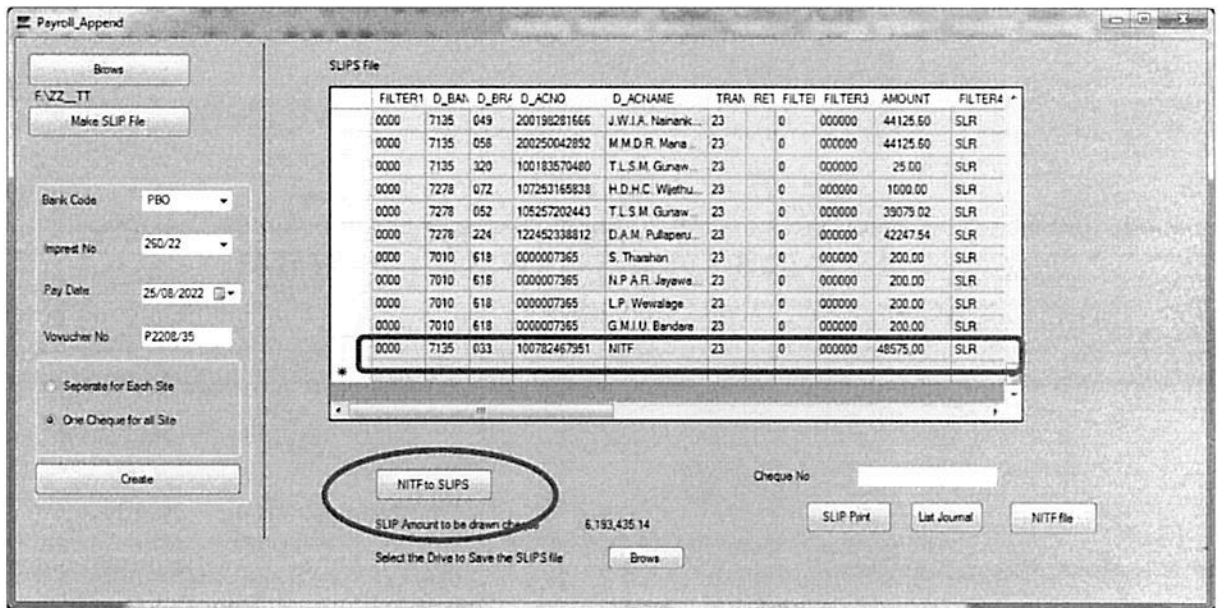 Payroll_Append
Brows
F:\ZZ__TT
Make SLIP File
Bank Code PBO
Imprest No 260/22
Pay Date 25/08/2022
Vovucher No P2208/35
Seperate for Each Site
One Cheque for all Site
Create
SLIPS File
FILTER1 D_BAN D_BRA D_ACNO D_ACNAME TRAN RET FILTEI FILTER3 AMOUNT FILTER4
0000 7135 049 200198281666 J.W.I.A. Nainank... 23 0 000000 44125.60 SLR
0000 7135 058 200250042892 M.M.D.R. Mana... 23 0 000000 44125.60 SLR
0000 7135 320 100183570480 T.L.S.M. Gunaw... 23 0 000000 25.00 SLR
0000 7278 072 107253165838 H.D.H.C. Wijethu... 23 0 000000 1000.00 SLR
0000 7278 052 105257202443 T.L.S.M. Gunaw... 23 0 000000 39079.02 SLR
0000 7278 224 122452338812 D.A.M. Pullaperu... 23 0 000000 42247.54 SLR
0000 7010 618 0000007365 S. Tharshan 23 0 000000 200.00 SLR
0000 7010 618 0000007365 N.P.A.R. Jayawa... 23 0 000000 200.00 SLR
0000 7010 618 0000007365 L.P. Wewalage 23 0 000000 200.00 SLR
0000 7010 618 0000007365 G.M.I.U. Bandara 23 0 000000 200.00 SLR
0000 7135 033 100782467951 NITF 23 0 000000 48575.00 SLR
NITF to SLIPS
Cheque No
SLIP Amount to be drawn cheque 6,193,435.14
SLIP Print List Journal NITF file
Select the Drive to Save the SLIPS file Brows